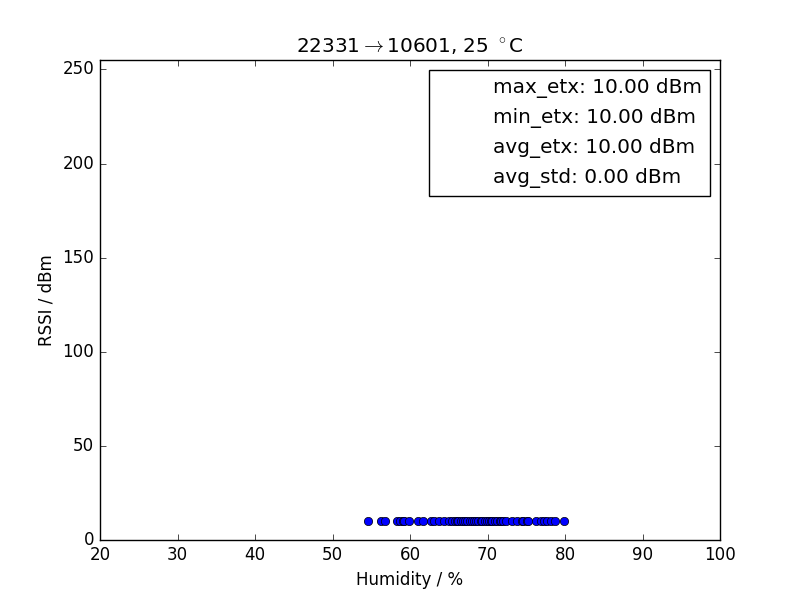 22331→10601, 25 °C
max_etx: 10.00 dBm
min_etx: 10.00 dBm
avg_etx: 10.00 dBm
avg_std: 0.00 dBm
250
200
150
100
50
0
RSSI / dBm
20 30 40 50 60 70 80 90 100
Humidity / %